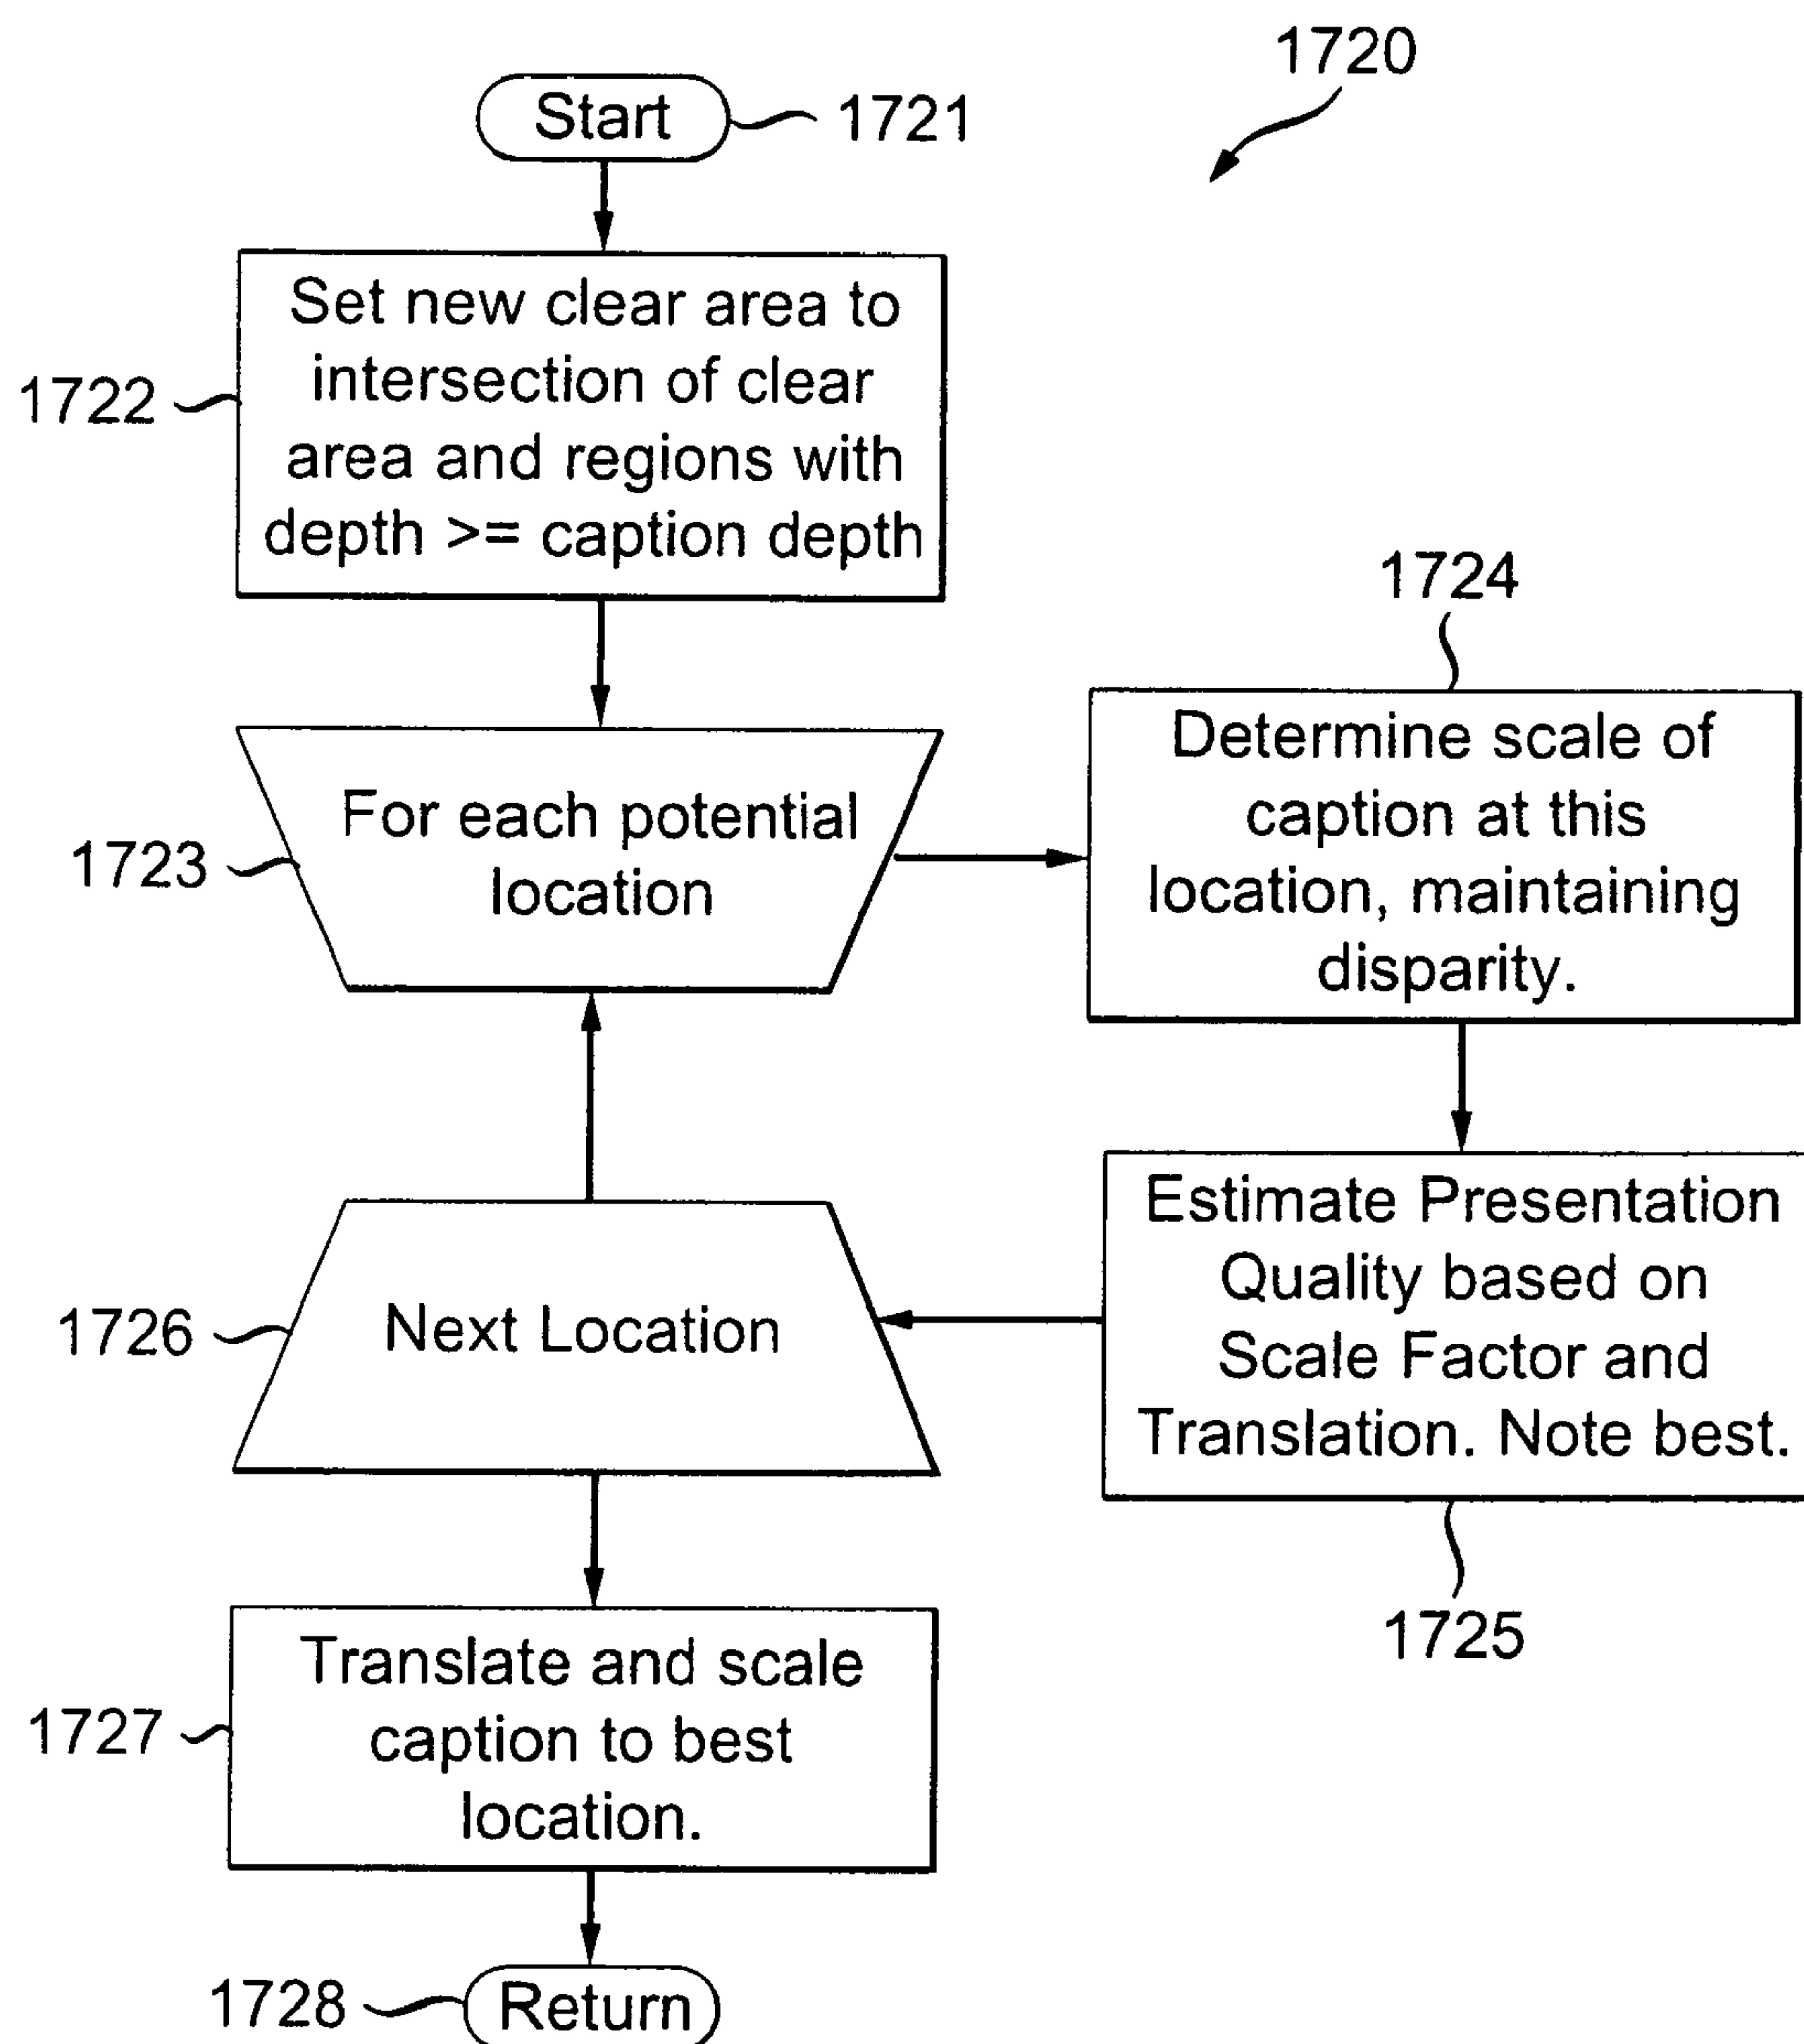 1720
Start
1721
Set new clear area to
intersection of clear
area and regions with
depth >= caption depth
1722
For each potential
location
1723
1724
Determine scale of
caption at this
location, maintaining
disparity.
Estimate Presentation
Quality based on
Scale Factor and
Translation. Note best.
1725
Next Location
1726
Translate and scale
caption to best
location.
1727
Return
1728